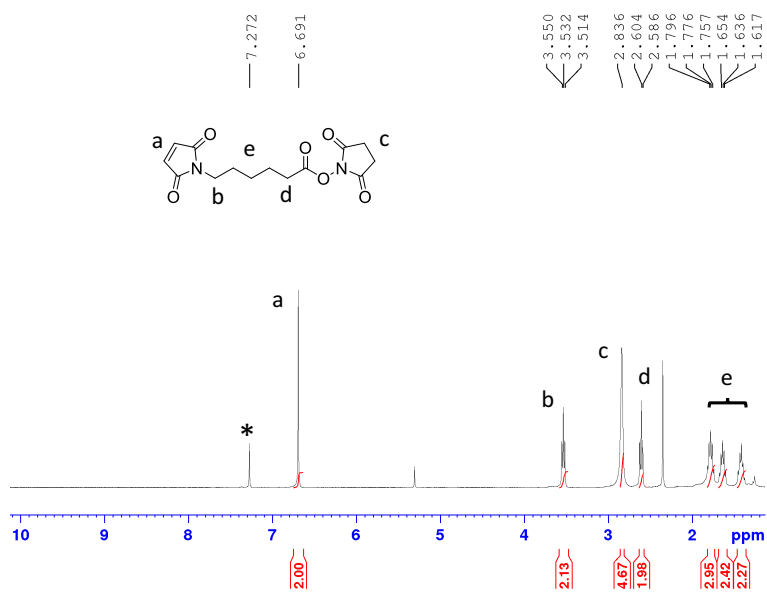 7.272
6.691
3.550
3.532
3.514
2.836
2.604
2.586
1.796
1.776
1.757
1.654
1.636
1.617
a
O
N
O
b
e
d
O
O
N
O
O
c
*
a
b
c
d
e
10 9 8 7 6 5 4 3 2 ppm
2.00
2.13
4.67
1.98
2.95
2.42
2.27